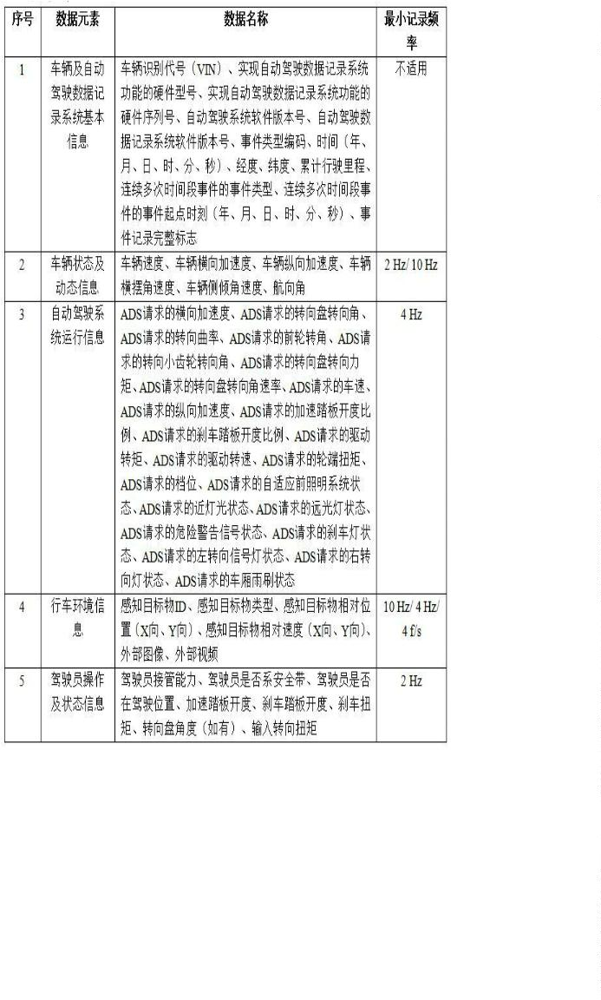 序号 数据元素 数据名称 最小记录频
率
1 车辆及自动 车辆识别代号（VIN）、实现自动驾驶数据记录系统 不适用
驾驶数据记 功能的硬件型号、实现自动驾驶数据记录系统功能的
录系统基本 硬件序列号、自动驾驶系统软件版本号、自动驾驶数
信息 据记录系统软件版本号、事件类型编码、时间（年、
月、日、时、分、秒）、经度、纬度、累计行驶里程、
连续多次时间段事件的事件类型、连续多次时间段事
件的事件起点时刻（年、月、日、时、分、秒）、事
件记录完整标志
2 车辆状态及 车辆速度、车辆横向加速度、车辆纵向加速度、车辆 2 Hz/ 10 Hz
动态信息 横摆角速度、车辆侧倾角速度、航向角
3 自动驾驶系 ADS请求的横向加速度、ADS请求的转向盘转向角、 4 Hz
统运行信息 ADS请求的转向曲率、ADS请求的前轮转角、ADS请
求的转向小齿轮转向角、ADS请求的转向盘转向力
矩、ADS请求的转向盘转向角速率、ADS请求的车速、
ADS请求的纵向加速度、ADS请求的加速踏板开度比
例、ADS请求的刹车踏板开度比例、ADS请求的驱动
转矩、ADS请求的驱动转速、ADS请求的轮端扭矩、
ADS请求的档位、ADS请求的自适应前照明系统状
态、ADS请求的近灯光状态、ADS请求的远光灯状态、
ADS请求的危险警告信号状态、ADS请求的刹车灯状
态、ADS请求的左转向信号灯状态、ADS请求的右转
向灯状态、ADS请求的车厢雨刷状态
4 行车环境信 感知目标物ID、感知目标物类型、感知目标物相对位 10 Hz/ 4 Hz/
息 置（X向、Y向）、感知目标物相对速度（X向、Y向）、 4 f/s
外部图像、外部视频
5 驾驶员操作 驾驶员接管能力、驾驶员是否系安全带、驾驶员是否 2 Hz
及状态信息 在驾驶位置、加速踏板开度、刹车踏板开度、刹车扭
矩、转向盘角度（如有）、输入转向扭矩